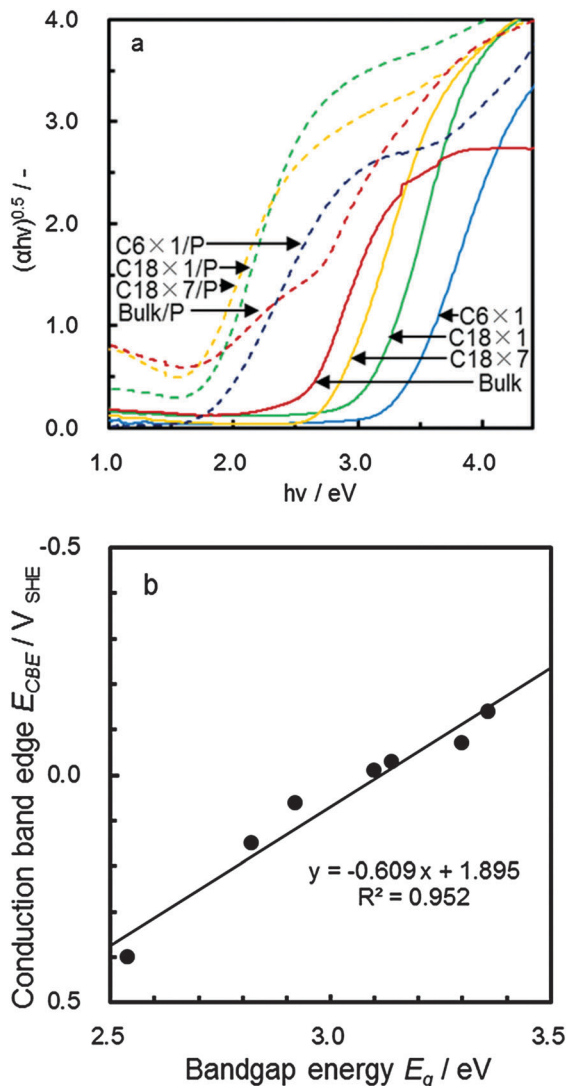 a
4.0
3.0
2.0
1.0
0.0
(αhν)0.5 / -
C6×1/P
C18×1/P
C18×7/P
Bulk/P
C6×1
C18×1
C18×7
Bulk
1.0 2.0 3.0 4.0
hν / eV
b
-0.5
0.0
0.5
Conduction band edge ECBE / V SHE
y = -0.609 x + 1.895
R² = 0.952
2.5 3.0 3.5
Bandgap energy Eg / eV